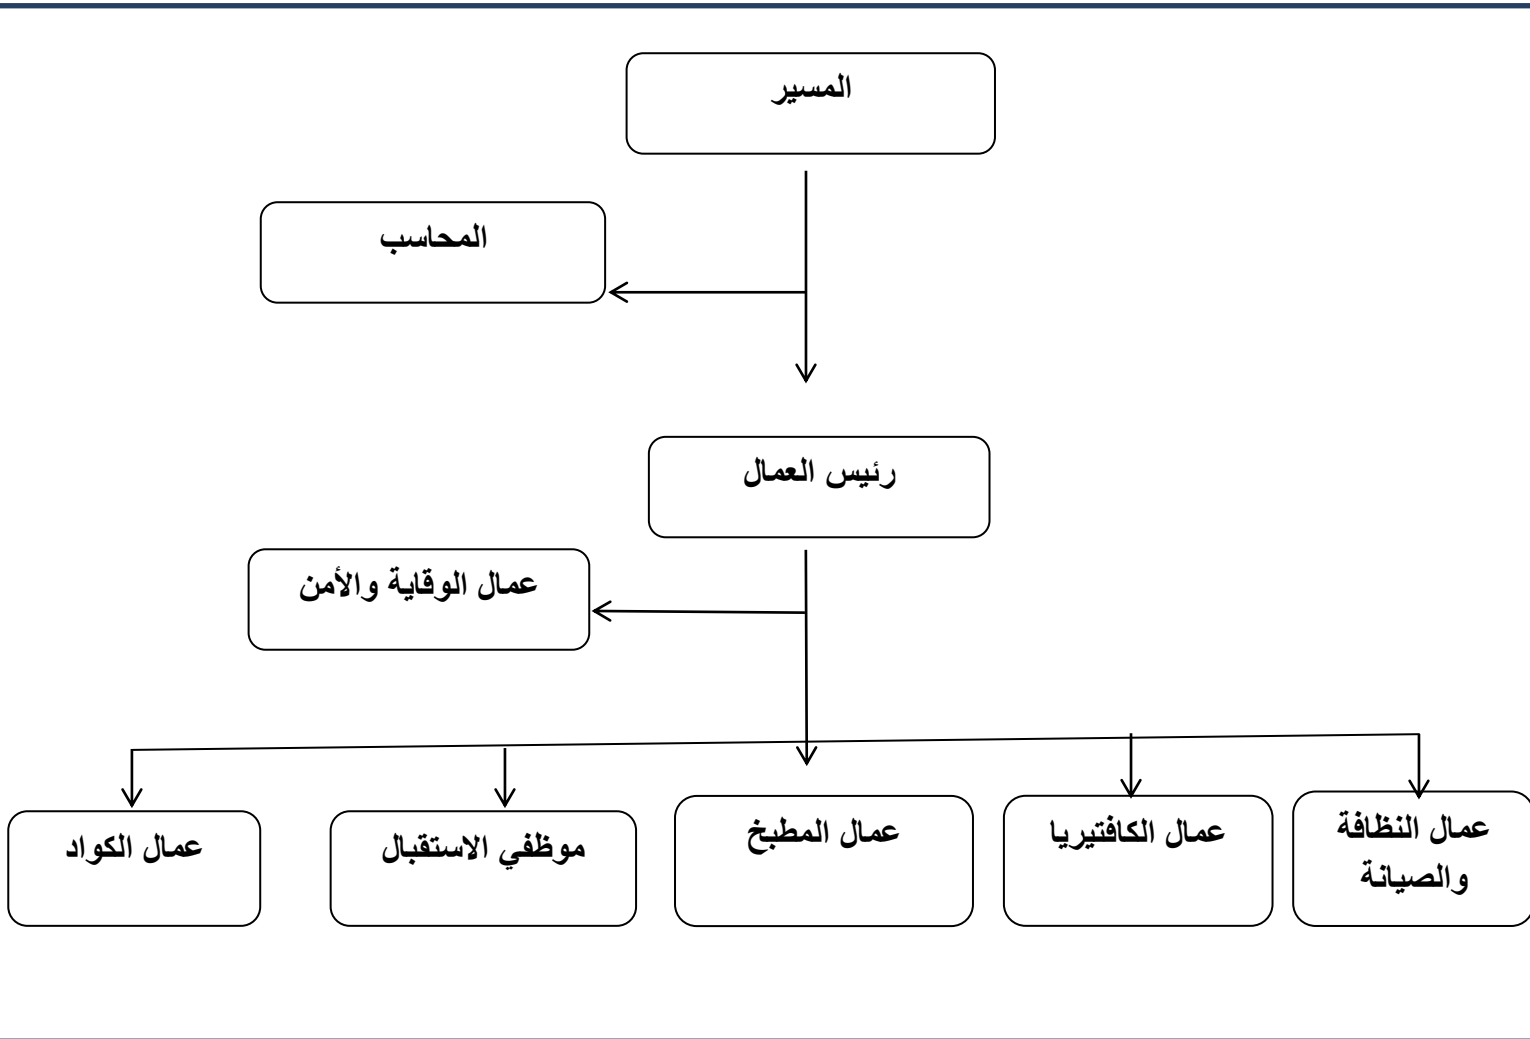 المسير
المحاسب
رئيس العمال
عمال الوقاية والأمن
عمال النظافة
والصيانة
عمال الكافتيريا
عمال المطبخ
موظفي الاستقبال
عمال الكواد